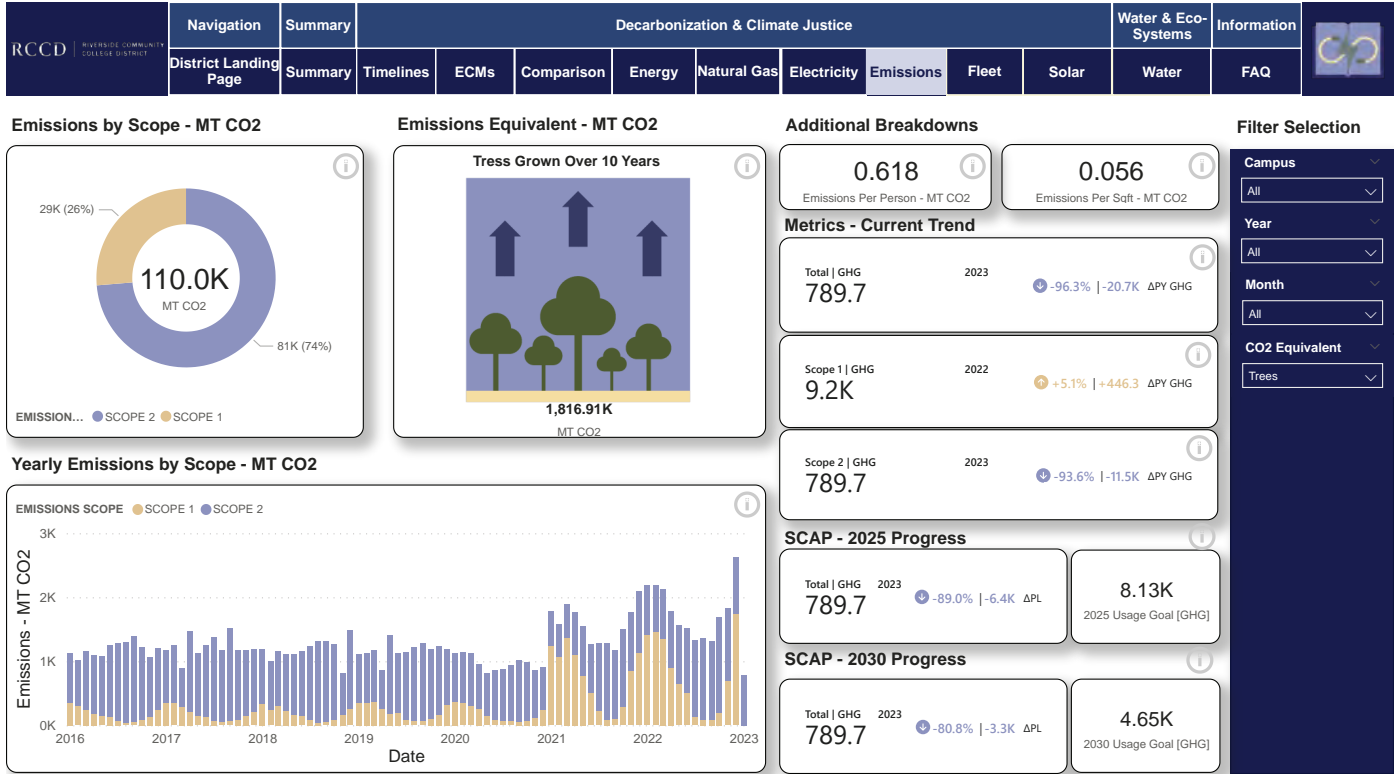 RCCD | RIVERSIDE COMMUNITY
COLLEGE DISTRICT
Navigation
Summary
Decarbonization & Climate Justice
Water & Eco-
Systems
Information
District Landing
Page
Summary
Timelines
ECMs
Comparison
Energy
Natural Gas
Electricity
Emissions
Fleet
Solar
Water
FAQ
Emissions by Scope - MT CO2
29K (26%)
110.0K
MT CO2
81K (74%)
EMISSION... SCOPE 2 SCOPE 1
Emissions Equivalent - MT CO2
Tress Grown Over 10 Years
1,816.91K
MT CO2
Additional Breakdowns
0.618
Emissions Per Person - MT CO2
0.056
Emissions Per Sqft - MT CO2
Metrics - Current Trend
Total | GHG 2023
789.7 -96.3% | -20.7K ΔPY GHG
Scope 1 | GHG 2022
9.2K +5.1% | +446.3 ΔPY GHG
Scope 2 | GHG 2023
789.7 -93.6% | -11.5K ΔPY GHG
SCAP - 2025 Progress
Total | GHG 2023
789.7 -89.0% | -6.4K ΔPL
8.13K
2025 Usage Goal [GHG]
SCAP - 2030 Progress
Total | GHG 2023
789.7 -80.8% | -3.3K ΔPL
4.65K
2030 Usage Goal [GHG]
Filter Selection
Campus
All
Year
All
Month
All
CO2 Equivalent
Trees
Yearly Emissions by Scope - MT CO2
EMISSIONS SCOPE SCOPE 1 SCOPE 2
Emissions - MT CO2
3K
2K
1K
0K
2016 2017 2018 2019 2020 2021 2022 2023
Date